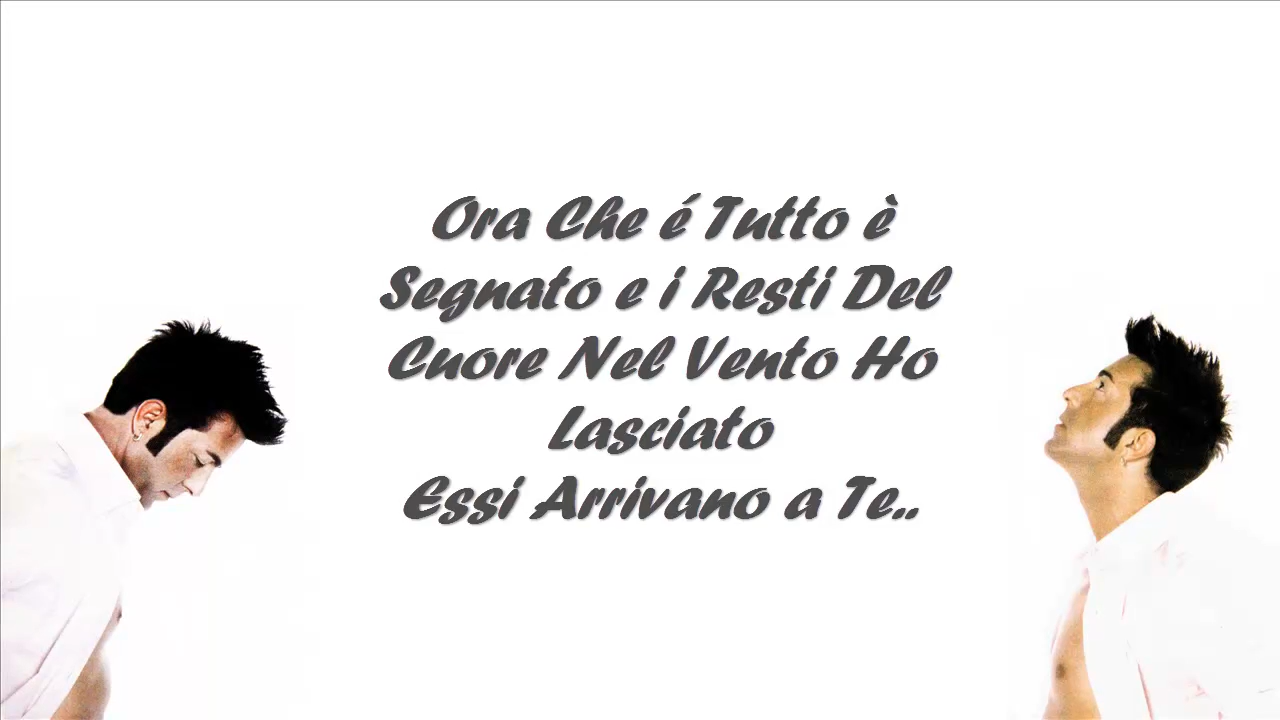 Ora Che é Tutto è
Segnato e i Resti Del
Cuore Nel Vento Ho
Lasciato
Essi Arrivano a Te..